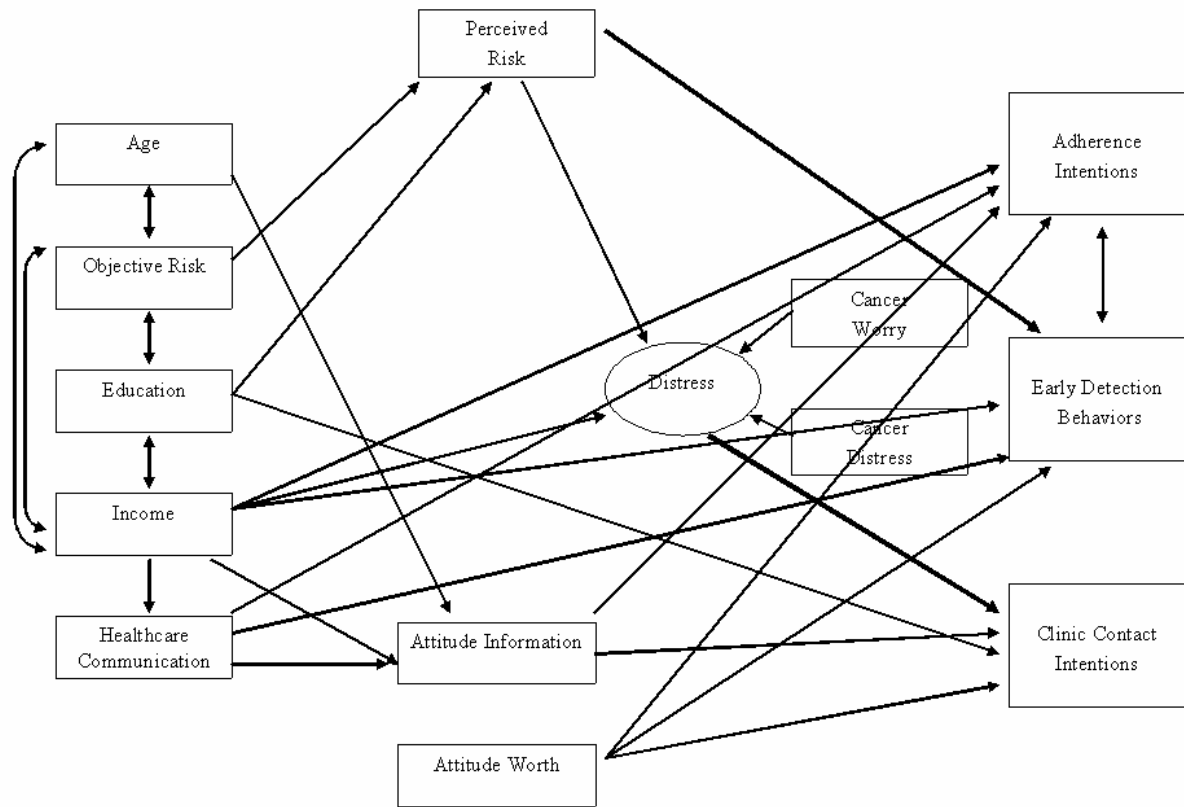 Perceived
Risk
Age
Adherence
Intentions
Objective Risk
Cancer
Worry
Education
Distress
Early Detection
Behaviors
Cancer
Distress
Income
Healthcare
Communication
Attitude Information
Clinic Contact
Intentions
Attitude Worth